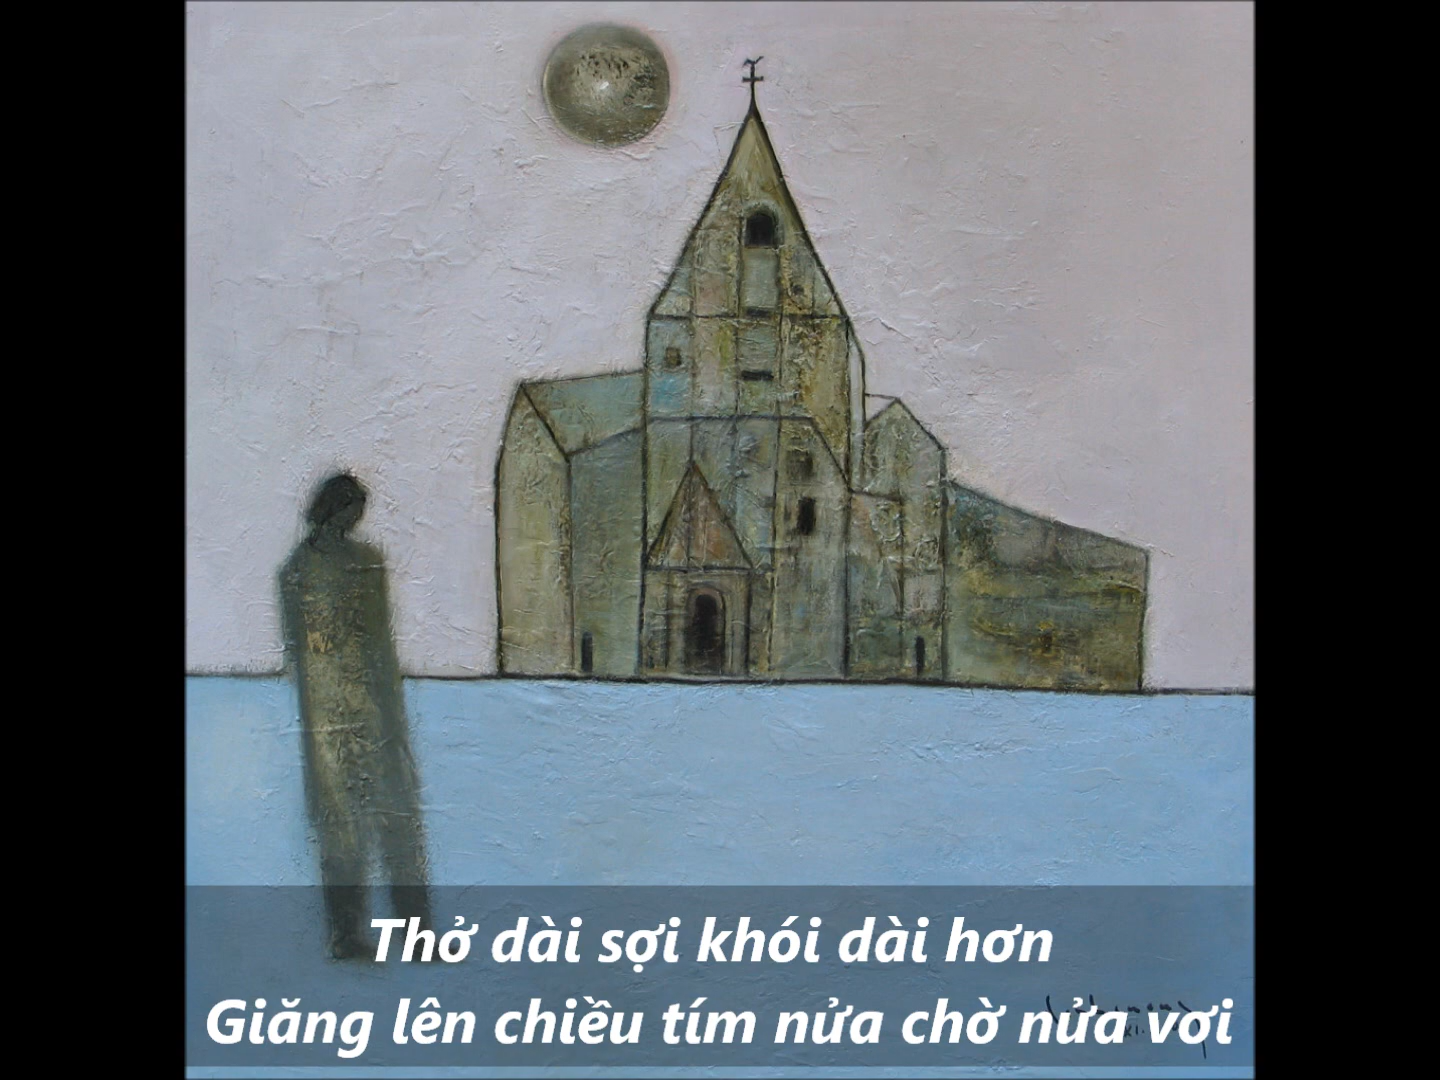 Thở dài sợi khói dài hơn
Giăng lên chiều tím nửa chờ nửa vơi